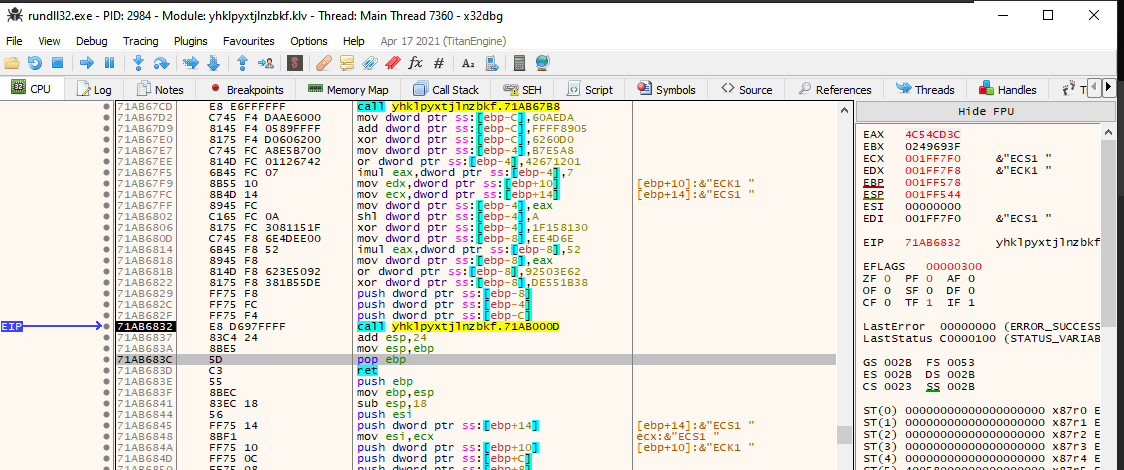 rundll32.exe - PID: 2984 - Module: yhklpyxtjlnzbkf.klv - Thread: Main Thread 7360 - x32dbg
File View Debug Tracing Plugins Favourites Options Help Apr 17 2021 (TitanEngine)
CPU Log Notes Breakpoints Memory Map Call Stack SEH Script Symbols Source References Threads Handles T
Hide FPU
71AB67CD E8 E6FFFFFF call yhklpyxtjlnzbkf.71AB67B8
71AB67D2 C745 F4 DAAE6000 mov dword ptr ss:[ebp-C],60AEDA
71AB67D9 8145 F4 0589FFFF add dword ptr ss:[ebp-C],FFFF8905
71AB67E0 8175 F4 D0606200 xor dword ptr ss:[ebp-C],6260D0
71AB67E7 C745 FC A8E5B700 mov dword ptr ss:[ebp-4],B7E5A8
71AB67EE 814D FC 01126742 or dword ptr ss:[ebp-4],42671201
71AB67F5 6B45 FC 07 imul eax,dword ptr ss:[ebp-4],7
71AB67F9 8B55 10 mov edx,dword ptr ss:[ebp+10] [ebp+10]:&"ECK1 "
71AB67FC 8B4D 14 mov ecx,dword ptr ss:[ebp+14] [ebp+14]:&"ECS1 "
71AB67FF 8945 FC mov dword ptr ss:[ebp-4],eax
71AB6802 C165 FC 0A shl dword ptr ss:[ebp-4],A
71AB6806 8175 FC 3081151F xor dword ptr ss:[ebp-4],1F158130
71AB680D C745 F8 6E4DEE00 mov dword ptr ss:[ebp-8],EE4D6E
71AB6814 6B45 F8 52 imul eax,dword ptr ss:[ebp-8],52
71AB6818 8945 F8 mov dword ptr ss:[ebp-8],eax
71AB681B 814D F8 623E5092 or dword ptr ss:[ebp-8],92503E62
71AB6822 8175 F8 381B55DE xor dword ptr ss:[ebp-8],DE551B38
71AB6829 FF75 F8 push dword ptr ss:[ebp-8]
71AB682C FF75 FC push dword ptr ss:[ebp-4]
71AB682F FF75 F4 push dword ptr ss:[ebp-C]
EIP 71AB6832 E8 D697FFFF call yhklpyxtjlnzbkf.71AB000D
71AB6837 83C4 24 add esp,24
71AB683A 8BE5 mov esp,ebp
71AB683C 5D pop ebp
71AB683D C3 ret
71AB683E 55 push ebp
71AB683F 8BEC mov ebp,esp
71AB6841 83EC 18 sub esp,18
71AB6844 56 push esi
71AB6845 FF75 14 push dword ptr ss:[ebp+14] [ebp+14]:&"ECS1 "
71AB6848 8BF1 mov esi,ecx ecx:&"ECS1 "
71AB684A FF75 10 push dword ptr ss:[ebp+10] [ebp+10]:&"ECK1 "
71AB684D FF75 0C push dword ptr ss:[ebp+C]
71AB6850 FF75 08 push dword ptr ss:[ebp+8]
EAX 4C54CD3C
EBX 0249693F
ECX 001FF7F0 &"ECS1 "
EDX 001FF7F8 &"ECK1 "
EBP 001FF578
ESP 001FF544
ESI 00000000
EDI 001FF7F0 &"ECS1 "
EIP 71AB6832 yhklpyxtjlnzbkf
EFLAGS 00000300
ZF 0 PF 0 AF 0
OF 0 SF 0 DF 0
CF 0 TF 1 IF 1
LastError 00000000 (ERROR_SUCCESS
LastStatus C0000100 (STATUS_VARIAB
GS 002B FS 0053
ES 002B DS 002B
CS 0023 SS 002B
ST(0) 00000000000000000000 x87r0 E
ST(1) 00000000000000000000 x87r1 E
ST(2) 00000000000000000000 x87r2 E
ST(3) 00000000000000000000 x87r3 E
ST(4) 00000000000000000000 x87r4 E